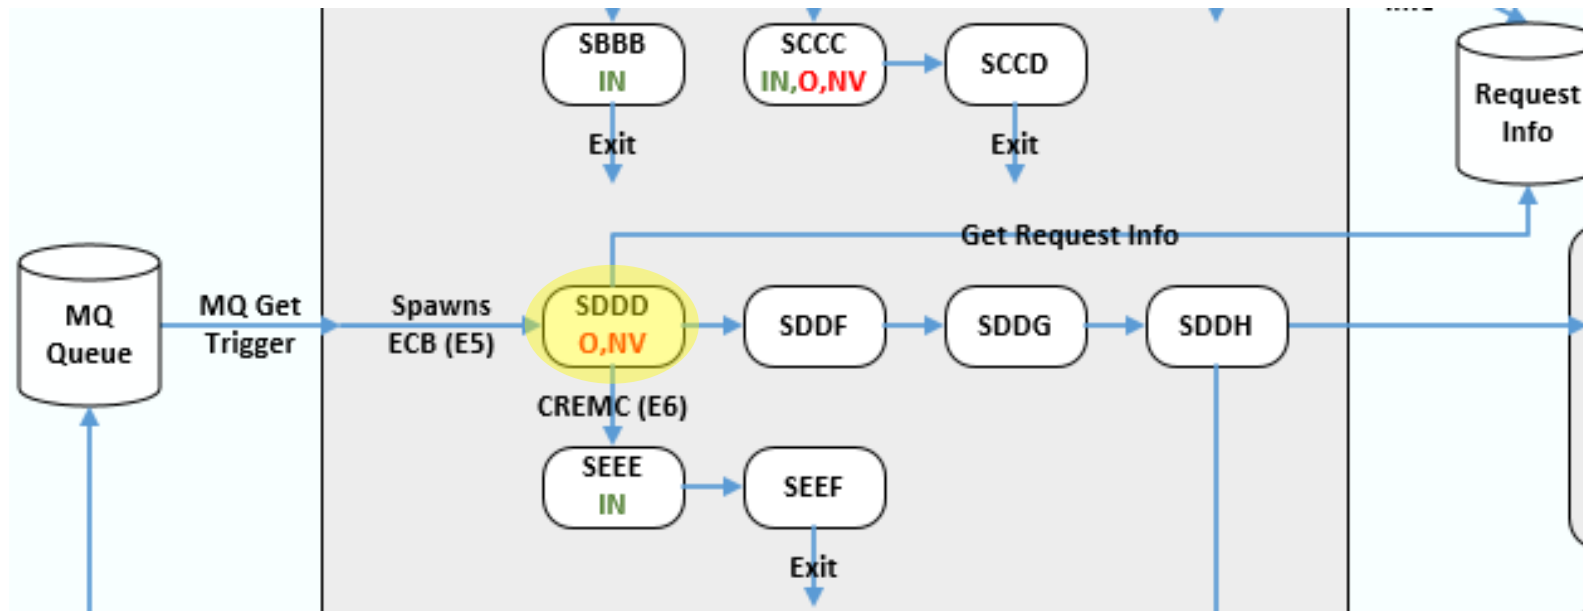 SBBB
IN
SCCC
IN,O,NV
SCCD
Request
Info
Exit
Exit
Get Request Info
MQ
Queue
MQ Get
Trigger
Spawns
ECB (E5)
SDDD
O,NV
SDDF
SDDG
SDDH
CREMC (E6)
SEEE
IN
SEEF
Exit